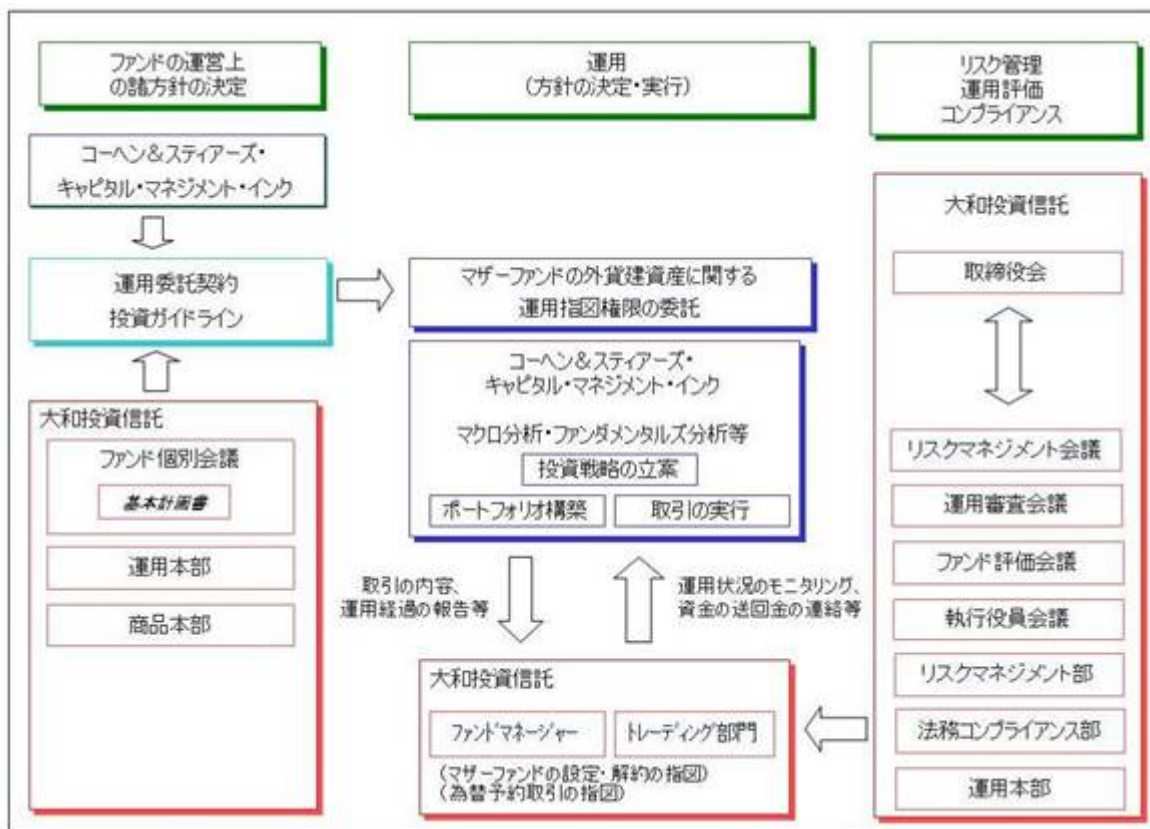 ファンドの運営上
の諸方針の決定
運用
(方針の決定・実行)
リスク管理
運用評価
コンプライアンス
コーヘン&スティアーズ・
キャピタル・マネジメント・インク
運用委託契約
投資ガイドライン
大和投資信託
ファンド個別会議
基本計画書
運用本部
商品本部
マザーファンドの外貨建資産に関する
運用指図権限の委託
コーヘン&スティアーズ・
キャピタル・マネジメント・インク
マクロ分析・ファンダメンタルズ分析等
投資戦略の立案
ポートフォリオ構築
取引の実行
取引の内容、
運用経過の報告等
運用状況のモニタリング、
資金の送回金の連絡等
大和投資信託
ファンドマネージャー
トレーディング部門
(マザーファンドの設定・解約の指図)
(為替予約取引の指図)
大和投資信託
取締役会
リスクマネジメント会議
運用審査会議
ファンド評価会議
執行役員会議
リスクマネジメント部
法務コンプライアンス部
運用本部